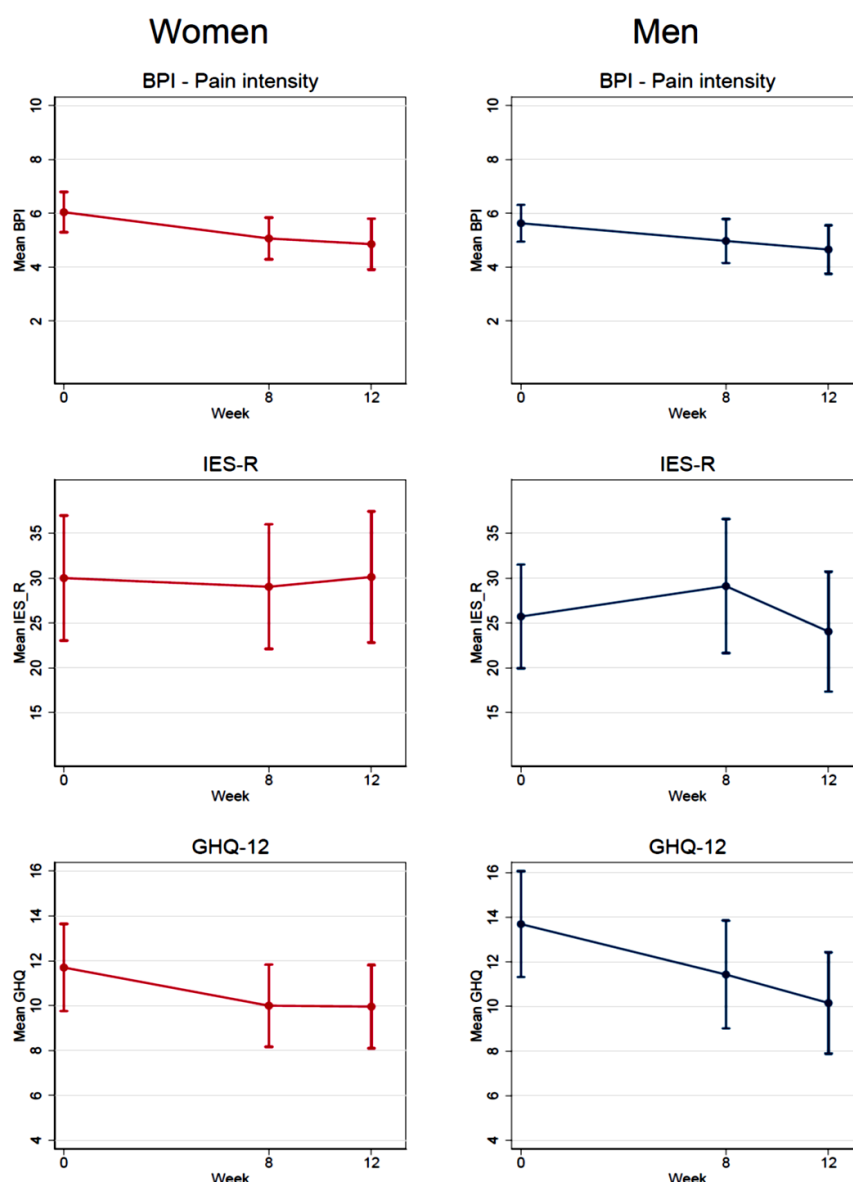 Women
Men
BPI - Pain intensity
BPI - Pain intensity
Mean BPI
10
8
6
4
2
0 8 12
Week
Mean BPI
10
8
6
4
2
0 8 12
Week
IES-R
IES-R
Mean IES_R
35
30
25
20
15
0 8 12
Week
Mean IES_R
35
30
25
20
15
0 8 12
Week
GHQ-12
GHQ-12
Mean GHQ
16
14
12
10
8
6
4
0 8 12
Week
Mean GHQ
16
14
12
10
8
6
4
0 8 12
Week